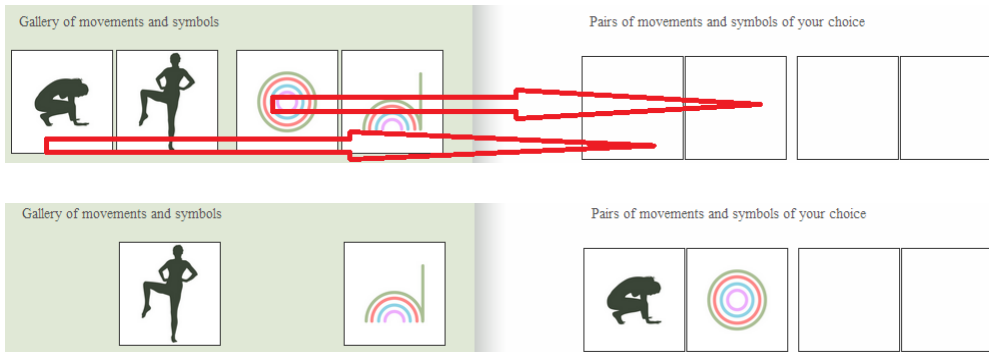 Gallery of movements and symbols
Pairs of movements and symbols of your choice
Gallery of movements and symbols
Pairs of movements and symbols of your choice